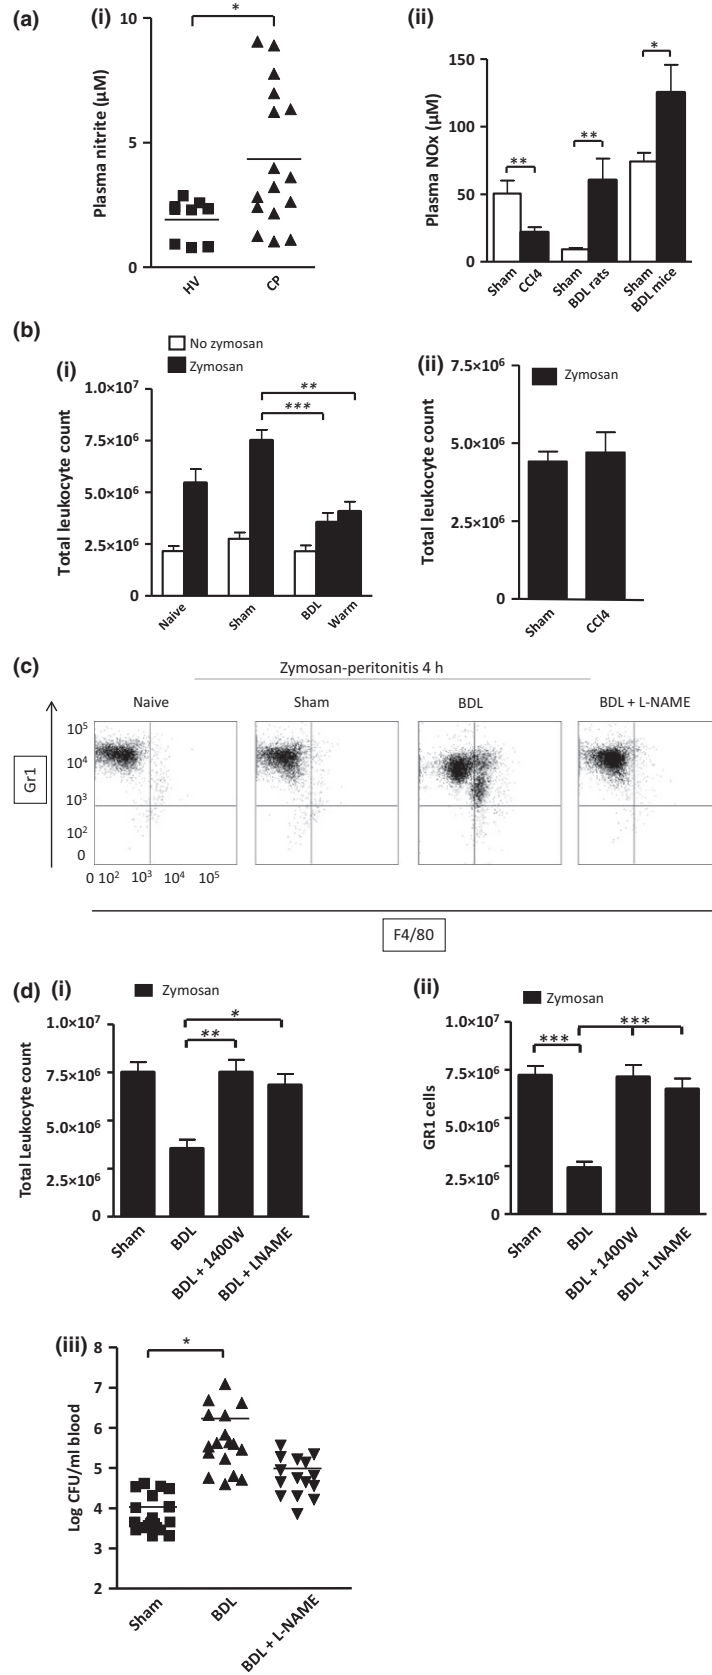 (a) (i)
*
10
5
0
Plasma nitrite (µM)
HV
CP
(ii)
150
100
50
0
Plasma NOx (µM)
**
**
*
Sham
CCl4
Sham
BDL rats
Sham
BDL mice
(b)
No zymosan
Zymosan
(i)
1.0×10⁷
7.5×10⁶
5.0×10⁶
2.5×10⁶
0
Total leukocyte count
**
***
Naive
Sham
BDL
Warm
(ii)
Zymosan
7.5×10⁶
5.0×10⁶
2.5×10⁶
0
Total leukocyte count
Sham
CCl4
(c)
Zymosan-peritonitis 4 h
Naive
Sham
BDL
BDL + L-NAME
Gr1
10⁵
10⁴
10³
10²
0
0 10² 10³ 10⁴ 10⁵
F4/80
(d) (i)
Zymosan
1.0×10⁷
7.5×10⁶
5.0×10⁶
2.5×10⁶
0
Total Leukocyte count
*
**
Sham
BDL
BDL + 1400W
BDL + LNAME
(ii)
Zymosan
1.0×10⁷
7.5×10⁶
5.0×10⁶
2.5×10⁶
0
GR1 cells
***
***
Sham
BDL
BDL + 1400W
BDL + LNAME
(iii)
8
7
6
5
4
3
2
Log CFU/ml blood
*
Sham
BDL
BDL + L-NAME